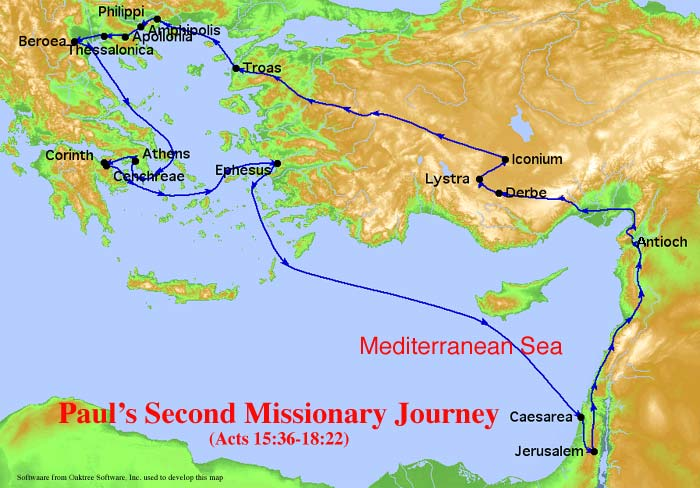 Philippi
Amphipolis
Apollonia
Beroea
Thessalonica
Troas
Corinth
Athens
Cenchreae
Ephesus
Iconium
Lystra
Derbe
Antioch
Mediterranean Sea
Paul's Second Missionary Journey
(Acts 15:36-18:22)
Caesarea
Jerusalem
Softwaare from Oaktree Software, Inc. used to develop this map